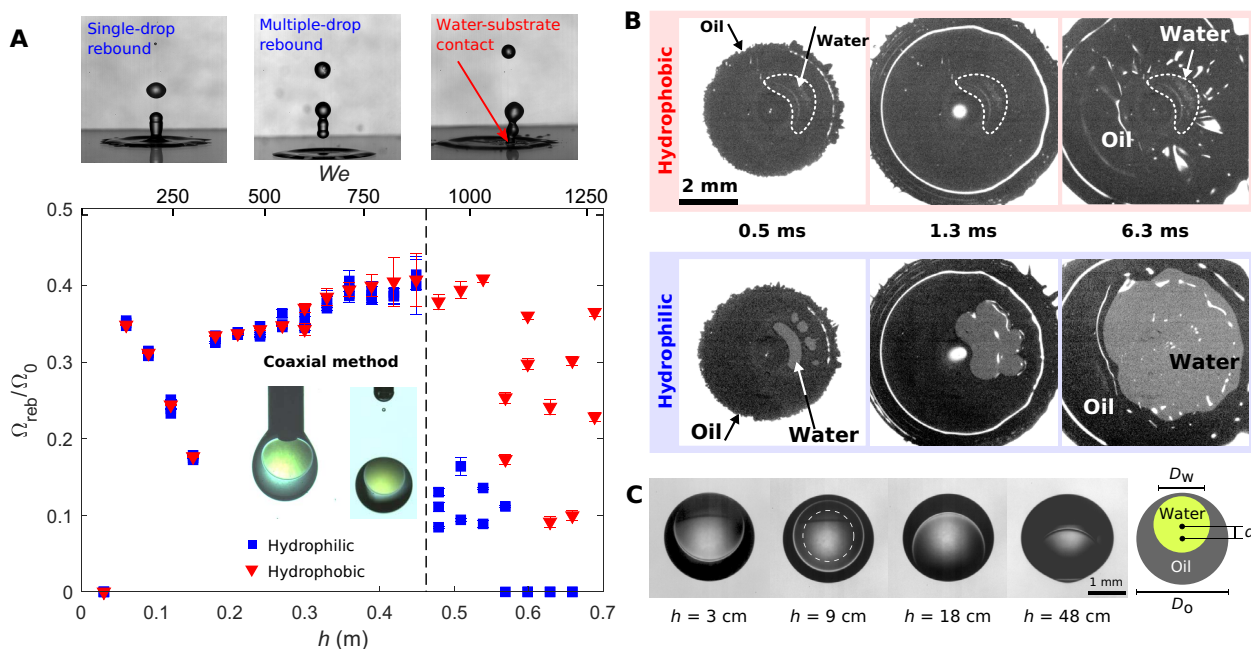 A
Single-drop
rebound
Multiple-drop
rebound
Water-substrate
contact
We
250
500
750
1000
1250
0.5
0.4
0.3
0.2
0.1
0
Ω_reb/Ω_0
Coaxial method
Hydrophilic
Hydrophobic
0
0.1
0.2
0.3
0.4
0.5
0.6
0.7
h (m)
B
Hydrophobic
Oil
Water
2 mm
Water
Oil
0.5 ms
1.3 ms
6.3 ms
Hydrophilic
Oil
Water
Water
Oil
C
h = 3 cm
h = 9 cm
h = 18 cm
h = 48 cm
1 mm
D_w
Water
d
Oil
D_o